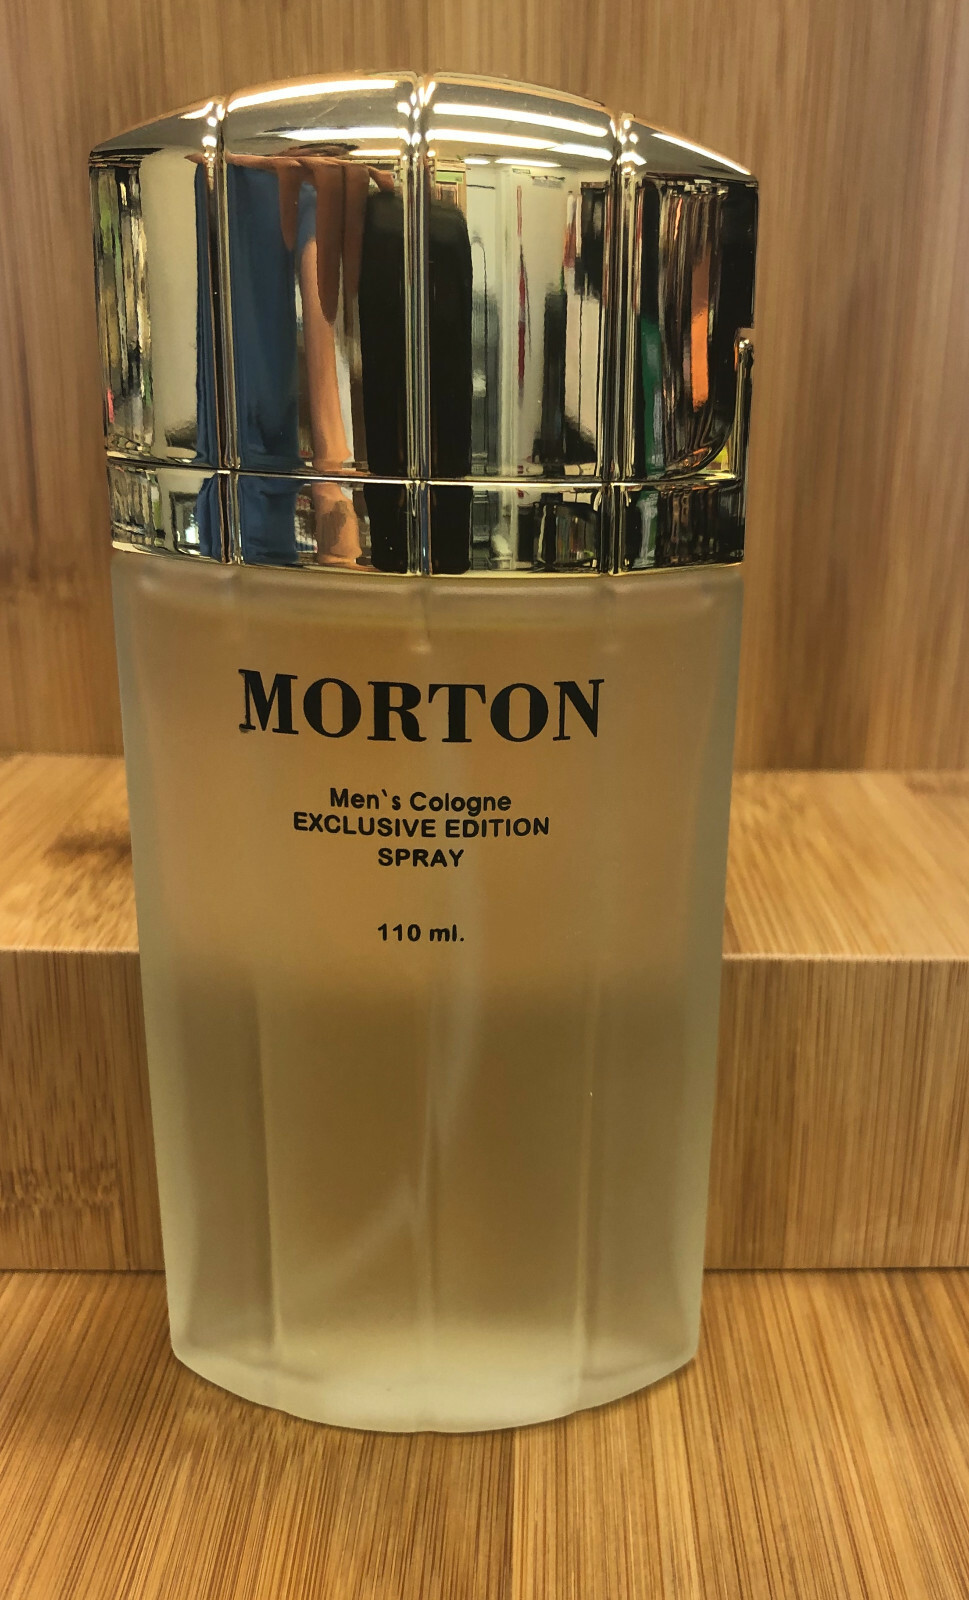 MORTON
Men`s Cologne
EXCLUSIVE EDITION
SPRAY
110 ml.